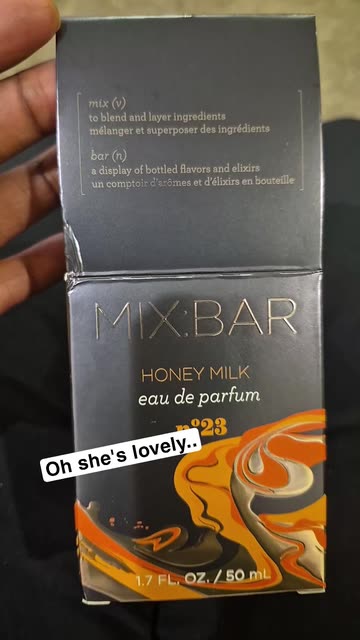 mix (v)
to blend and layer ingredients
mélanger et superposer des ingrédients
bar (n)
a display of bottled flavors and elixirs
un comptoir d'arômes et d'élixirs en bouteille
MIX:BAR
HONEY MILK
eau de parfum
nº23
Oh she's lovely..
1.7 FL. OZ. / 50 mL